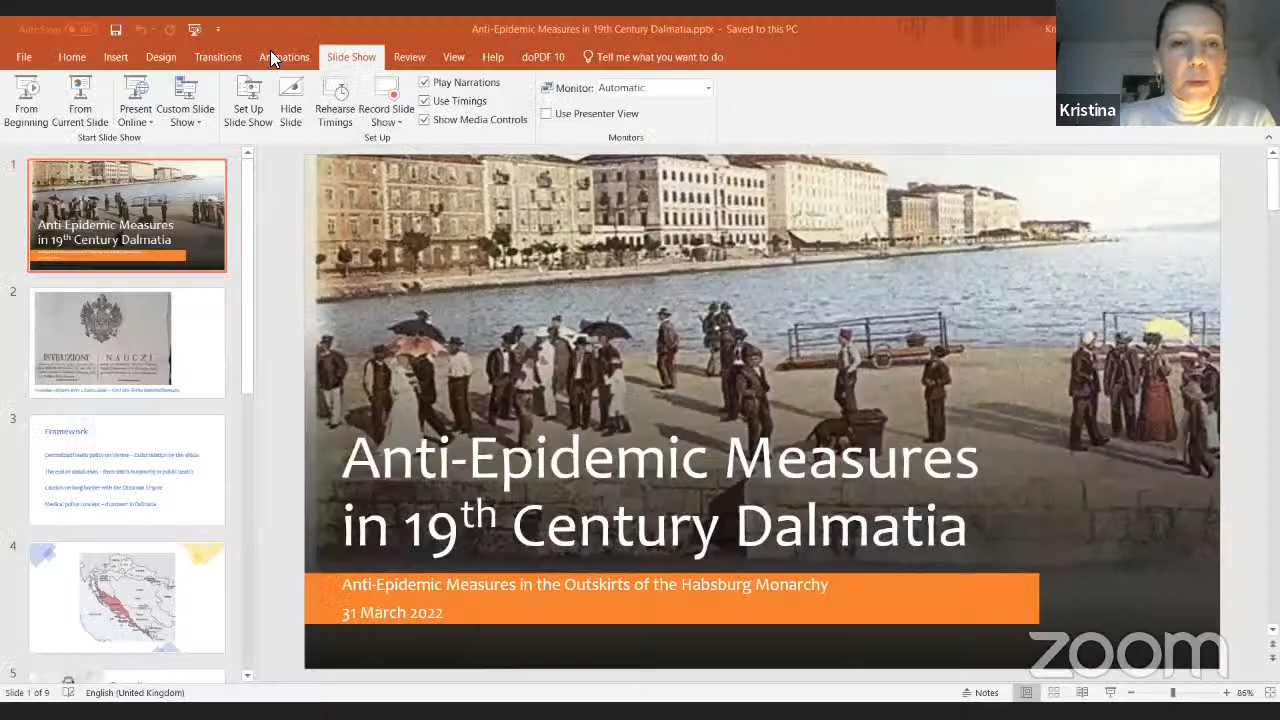 AutoSave Off
Anti-Epidemic Measures in 19th Century Dalmatia.pptx - Saved to this PC
File Home Insert Design Transitions Animations Slide Show Review View Help doPDF 10 Tell me what you want to do
Kristina
From Beginning
From Current Slide
Present Online
Custom Slide Show
Set Up Slide Show
Hide Slide
Rehearse Timings
Record Slide Show
Play Narrations
Use Timings
Show Media Controls
Monitor: Automatic
Use Presenter View
Start Slide Show
Set Up
Monitors
1
Anti-Epidemic Measures
in 19th Century Dalmatia
2
ISTRUZIONI NAUCZI
3
Framework
4
5
Anti-Epidemic Measures
in 19th Century Dalmatia
Anti-Epidemic Measures in the Outskirts of the Habsburg Monarchy
31 March 2022
zoom
Slide 1 of 9 English (United Kingdom) Notes 86%